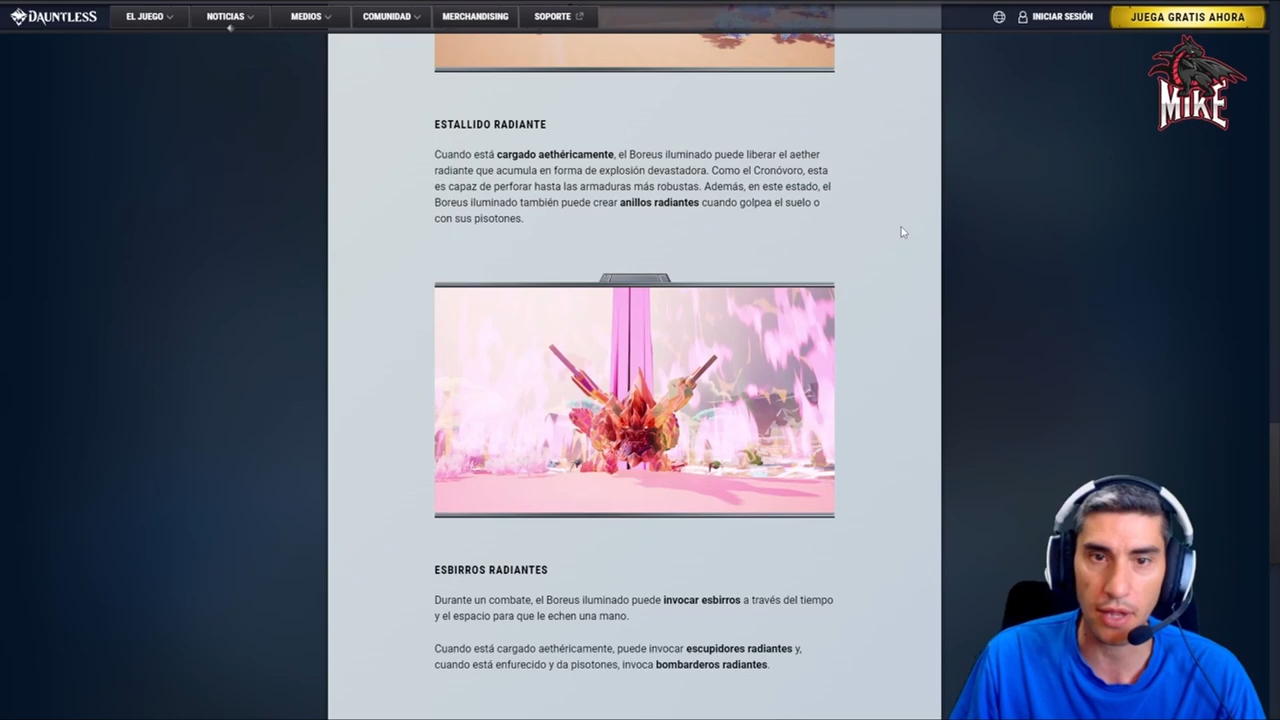 DAUNTLESS
EL JUEGO
NOTICIAS
MEDIOS
COMUNIDAD
MERCHANDISING
SOPORTE
INICIAR SESIÓN
JUEGA GRATIS AHORA
MIKE
ESTALLIDO RADIANTE
Cuando está cargado aethéricamente, el Boreus iluminado puede liberar el aether
radiante que acumula en forma de explosión devastadora. Como el Cronóvoro, esta
es capaz de perforar hasta las armaduras más robustas. Además, en este estado, el
Boreus iluminado también puede crear anillos radiantes cuando golpea el suelo o
con sus pisotones.
ESBIRROS RADIANTES
Durante un combate, el Boreus iluminado puede invocar esbirros a través del tiempo
y el espacio para que le echen una mano.
Cuando está cargado aethéricamente, puede invocar escupidores radiantes y,
cuando está enfurecido y da pisotones, invoca bombarderos radiantes.